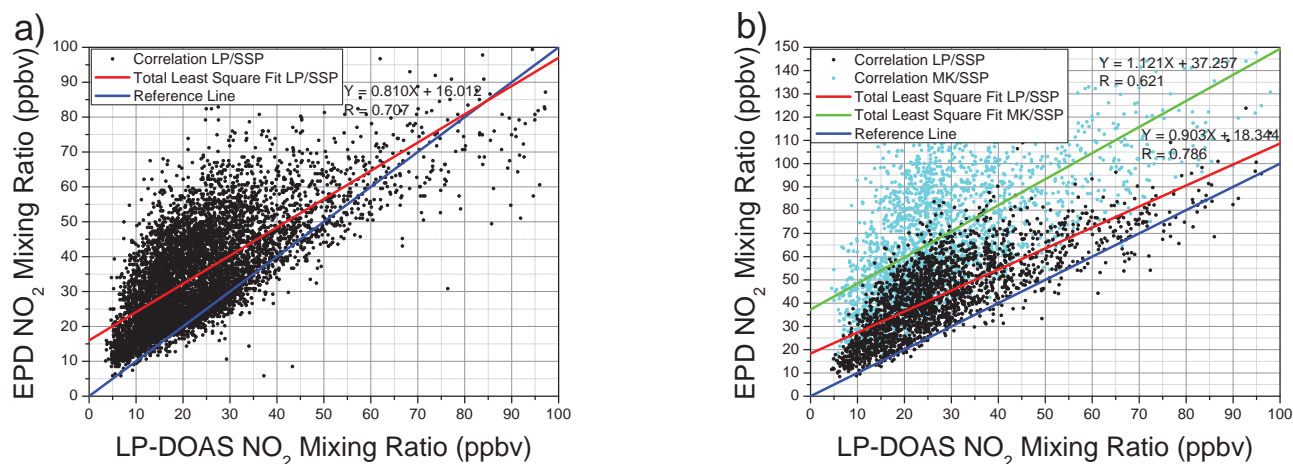 a)
Correlation LP/SSP
Total Least Square Fit LP/SSP
Reference Line
Y = 0.810X + 16.012
R = 0.707
EPD NO2 Mixing Ratio (ppbv)
100
90
80
70
60
50
40
30
20
10
0
0 10 20 30 40 50 60 70 80 90 100
LP-DOAS NO2 Mixing Ratio (ppbv)
b)
Correlation LP/SSP
Correlation MK/SSP
Total Least Square Fit LP/SSP
Total Least Square Fit MK/SSP
Reference Line
Y = 1.121X + 37.257
R = 0.621
Y = 0.903X + 18.344
R = 0.786
EPD NO2 Mixing Ratio (ppbv)
150
140
130
120
110
100
90
80
70
60
50
40
30
20
10
0
0 10 20 30 40 50 60 70 80 90 100
LP-DOAS NO2 Mixing Ratio (ppbv)